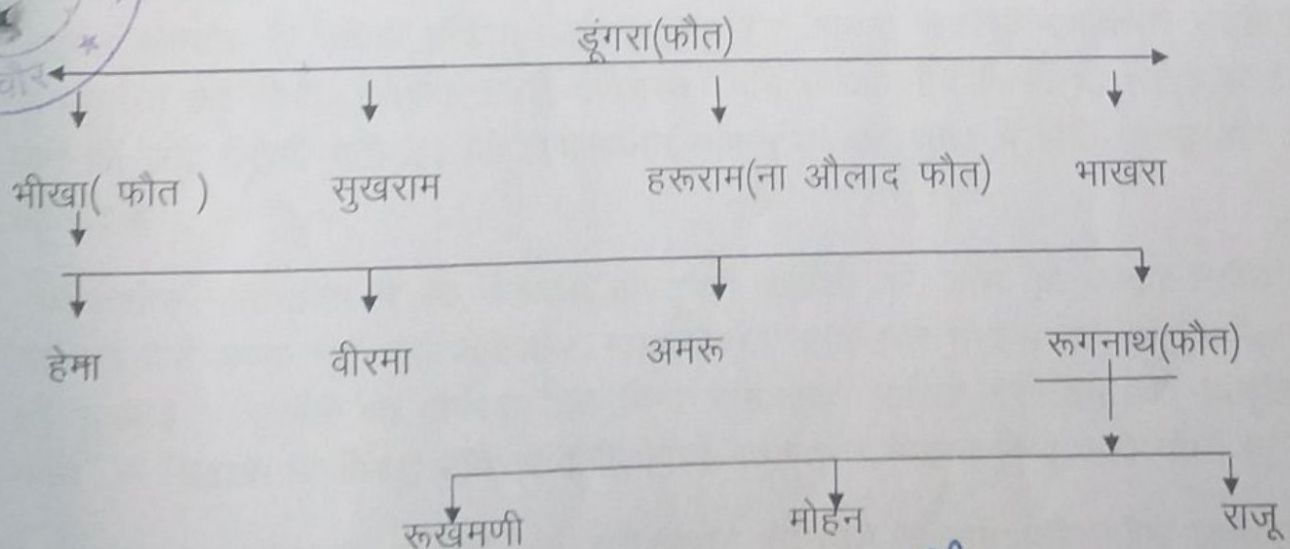 डूंगरा(फौत)
भीखा( फौत ) सुखराम हरूराम(ना औलाद फौत) भाखरा
हेमा वीरमा अमरू रूगनाथ(फौत)
रूखमणी मोहन राजू